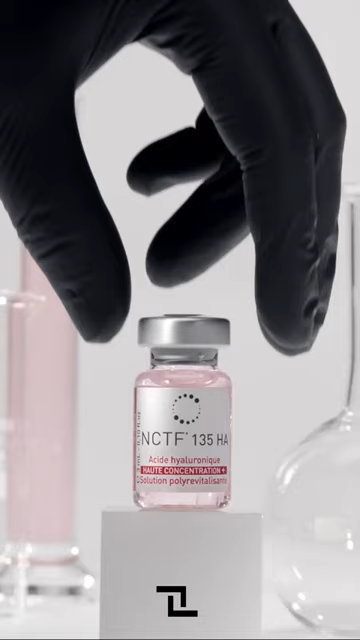 NCTF® 135 HA
Acide hyaluronique
HAUTE CONCENTRATION+
Solution polyrevitalisante